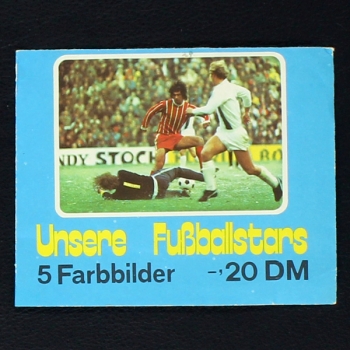 NDY STOCK
Unsere Fußballstars
5 Farbbilder -,20 DM